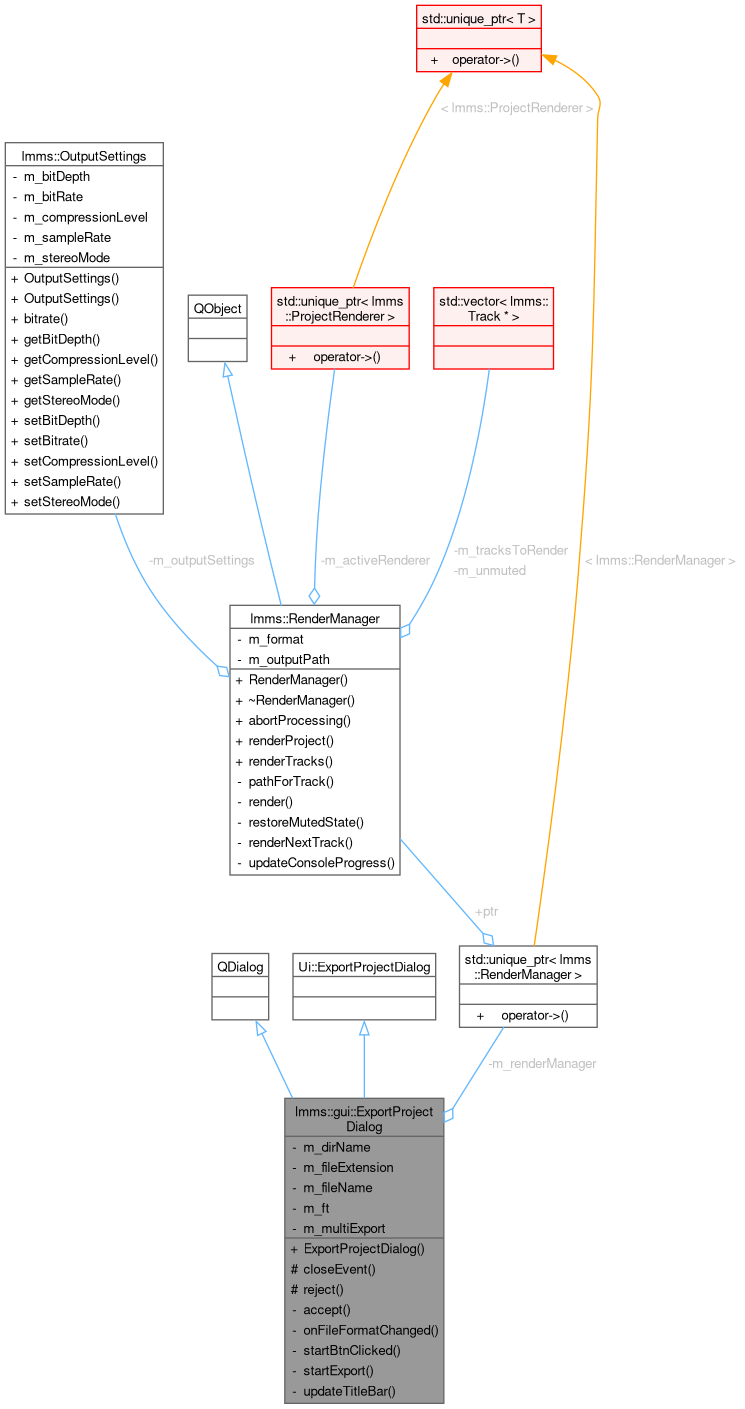 std::unique_ptr< T >
+ operator->()
< lmms::ProjectRenderer >
lmms::OutputSettings
- m_bitDepth
- m_bitRate
- m_compressionLevel
- m_sampleRate
- m_stereoMode
+ OutputSettings()
+ OutputSettings()
+ bitrate()
+ getBitDepth()
+ getCompressionLevel()
+ getSampleRate()
+ getStereoMode()
+ setBitDepth()
+ setBitrate()
+ setCompressionLevel()
+ setSampleRate()
+ setStereoMode()
QObject
std::unique_ptr< lmms
::ProjectRenderer >
+ operator->()
std::vector< lmms::
Track * >
-m_outputSettings
-m_activeRenderer
-m_tracksToRender
-m_unmuted
< lmms::RenderManager >
lmms::RenderManager
- m_format
- m_outputPath
+ RenderManager()
+ ~RenderManager()
+ abortProcessing()
+ renderProject()
+ renderTracks()
- pathForTrack()
- render()
- restoreMutedState()
- renderNextTrack()
- updateConsoleProgress()
+ptr
QDialog
Ui::ExportProjectDialog
std::unique_ptr< lmms
::RenderManager >
+ operator->()
-m_renderManager
lmms::gui::ExportProject
Dialog
- m_dirName
- m_fileExtension
- m_fileName
- m_ft
- m_multiExport
+ ExportProjectDialog()
# closeEvent()
# reject()
- accept()
- onFileFormatChanged()
- startBtnClicked()
- startExport()
- updateTitleBar()